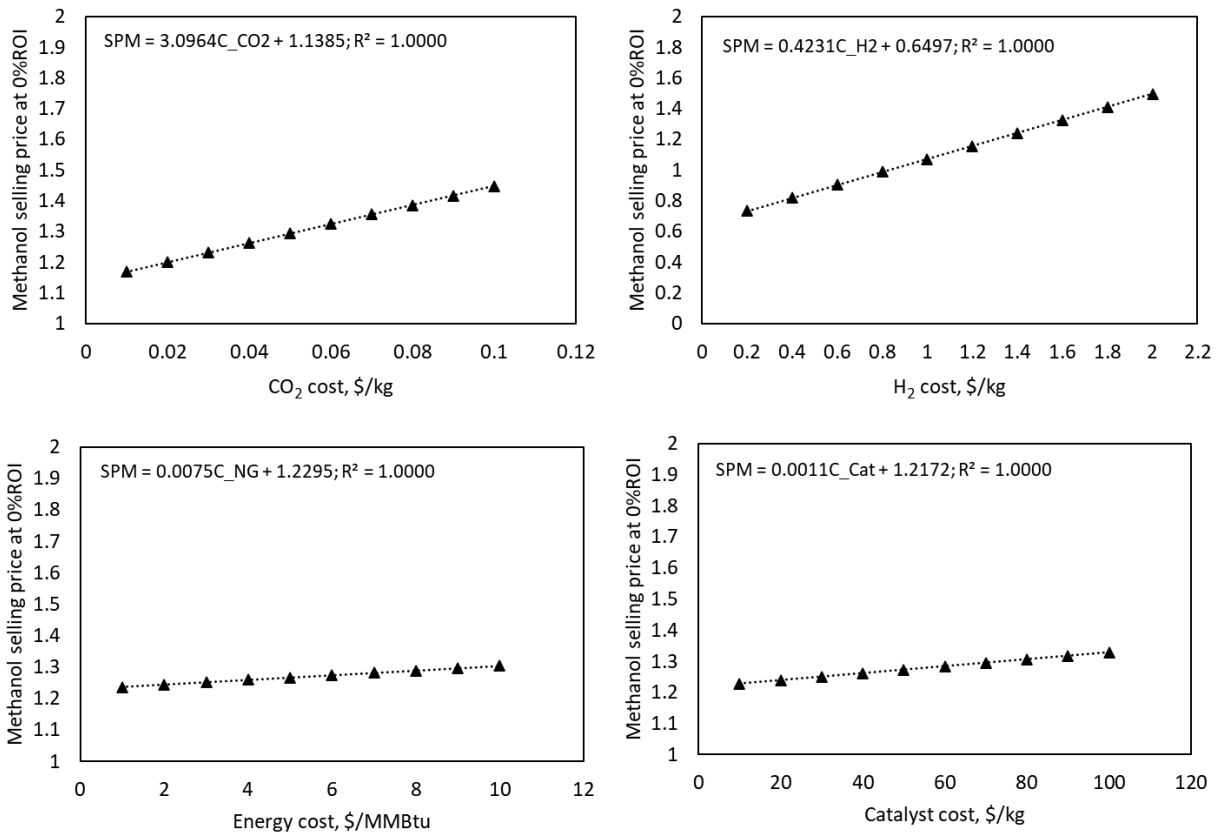 SPM = 3.0964C_CO2 + 1.1385; R² = 1.0000
Methanol selling price at 0%ROI
2
1.9
1.8
1.7
1.6
1.5
1.4
1.3
1.2
1.1
1
0 0.02 0.04 0.06 0.08 0.1 0.12
CO₂ cost, $/kg
SPM = 0.4231C_H2 + 0.6497; R² = 1.0000
Methanol selling price at 0%ROI
2
1.8
1.6
1.4
1.2
1
0.8
0.6
0.4
0.2
0
0 0.2 0.4 0.6 0.8 1 1.2 1.4 1.6 1.8 2 2.2
H₂ cost, $/kg
SPM = 0.0075C_NG + 1.2295; R² = 1.0000
Methanol selling price at 0%ROI
2
1.9
1.8
1.7
1.6
1.5
1.4
1.3
1.2
1.1
1
0 2 4 6 8 10 12
Energy cost, $/MMBtu
SPM = 0.0011C_Cat + 1.2172; R² = 1.0000
Methanol selling price at 0%ROI
2
1.9
1.8
1.7
1.6
1.5
1.4
1.3
1.2
1.1
1
0 20 40 60 80 100 120
Catalyst cost, $/kg